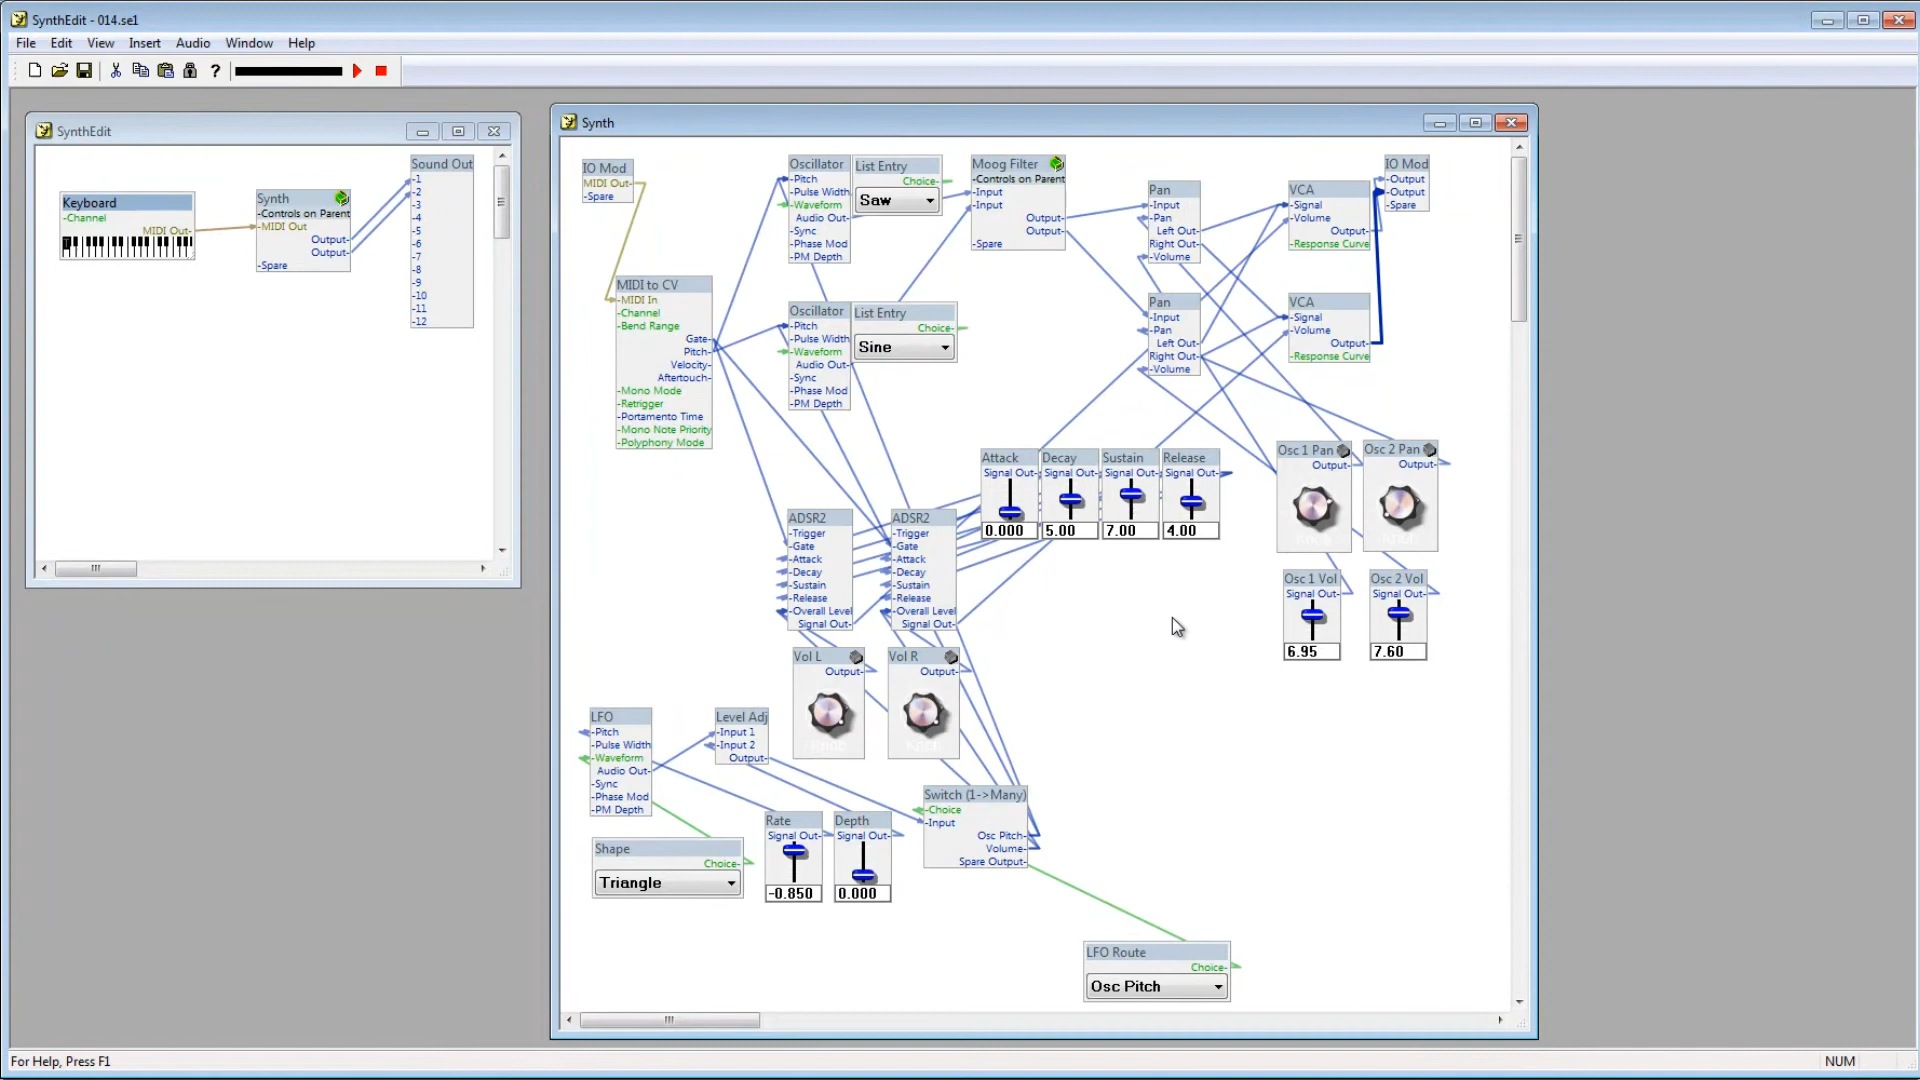 SynthEdit - 014.se1
File Edit View Insert Audio Window Help
SynthEdit
Keyboard
-Channel
MIDI Out-
Synth
-Controls on Parent
-MIDI Out
Output-
Output-
-Spare
Sound Out
-1
-2
-3
-4
-5
-6
-7
-8
-9
-10
-11
-12
Synth
IO Mod
MIDI Out-
-Spare
MIDI to CV
-MIDI In
-Channel
-Bend Range
Gate-
Pitch-
Velocity-
Aftertouch-
-Mono Mode
-Retrigger
-Portamento Time
-Mono Note Priority
-Polyphony Mode
Oscillator
-Pitch
-Pulse Width
-Waveform
Audio Out-
-Sync
-Phase Mod
-PM Depth
List Entry
Choice-
Saw
Oscillator
-Pitch
-Pulse Width
-Waveform
Audio Out-
-Sync
-Phase Mod
-PM Depth
List Entry
Choice-
Sine
Moog Filter
-Controls on Parent
-Input
-Input
Output-
Output-
-Spare
Pan
-Input
-Pan
Left Out-
Right Out-
-Volume
Pan
-Input
-Pan
Left Out-
Right Out-
-Volume
VCA
-Signal
-Volume
Output-
-Response Curve
VCA
-Signal
-Volume
Output-
-Response Curve
IO Mod
-Output
-Output
-Spare
Attack
Signal Out-
0.000
Decay
Signal Out-
5.00
Sustain
Signal Out-
7.00
Release
Signal Out-
4.00
Osc 1 Pan
Output-
Osc 2 Pan
Output-
ADSR2
-Trigger
-Gate
-Attack
-Decay
-Sustain
-Release
-Overall Level
Signal Out-
ADSR2
-Trigger
-Gate
-Attack
-Decay
-Sustain
-Release
-Overall Level
Signal Out-
Osc 1 Vol
Signal Out-
6.95
Osc 2 Vol
Signal Out-
7.60
Vol L
Output-
Knob
Vol R
Output-
Knob
LFO
-Pitch
-Pulse Width
-Waveform
Audio Out-
-Sync
-Phase Mod
-PM Depth
Level Adj
-Input 1
-Input 2
Output-
Shape
Choice-
Triangle
Rate
Signal Out-
-0.850
Depth
Signal Out-
0.000
Switch (1->Many)
-Choice
-Input
Osc Pitch-
Volume-
Spare Output-
LFO Route
Choice-
Osc Pitch
For Help, Press F1
NUM